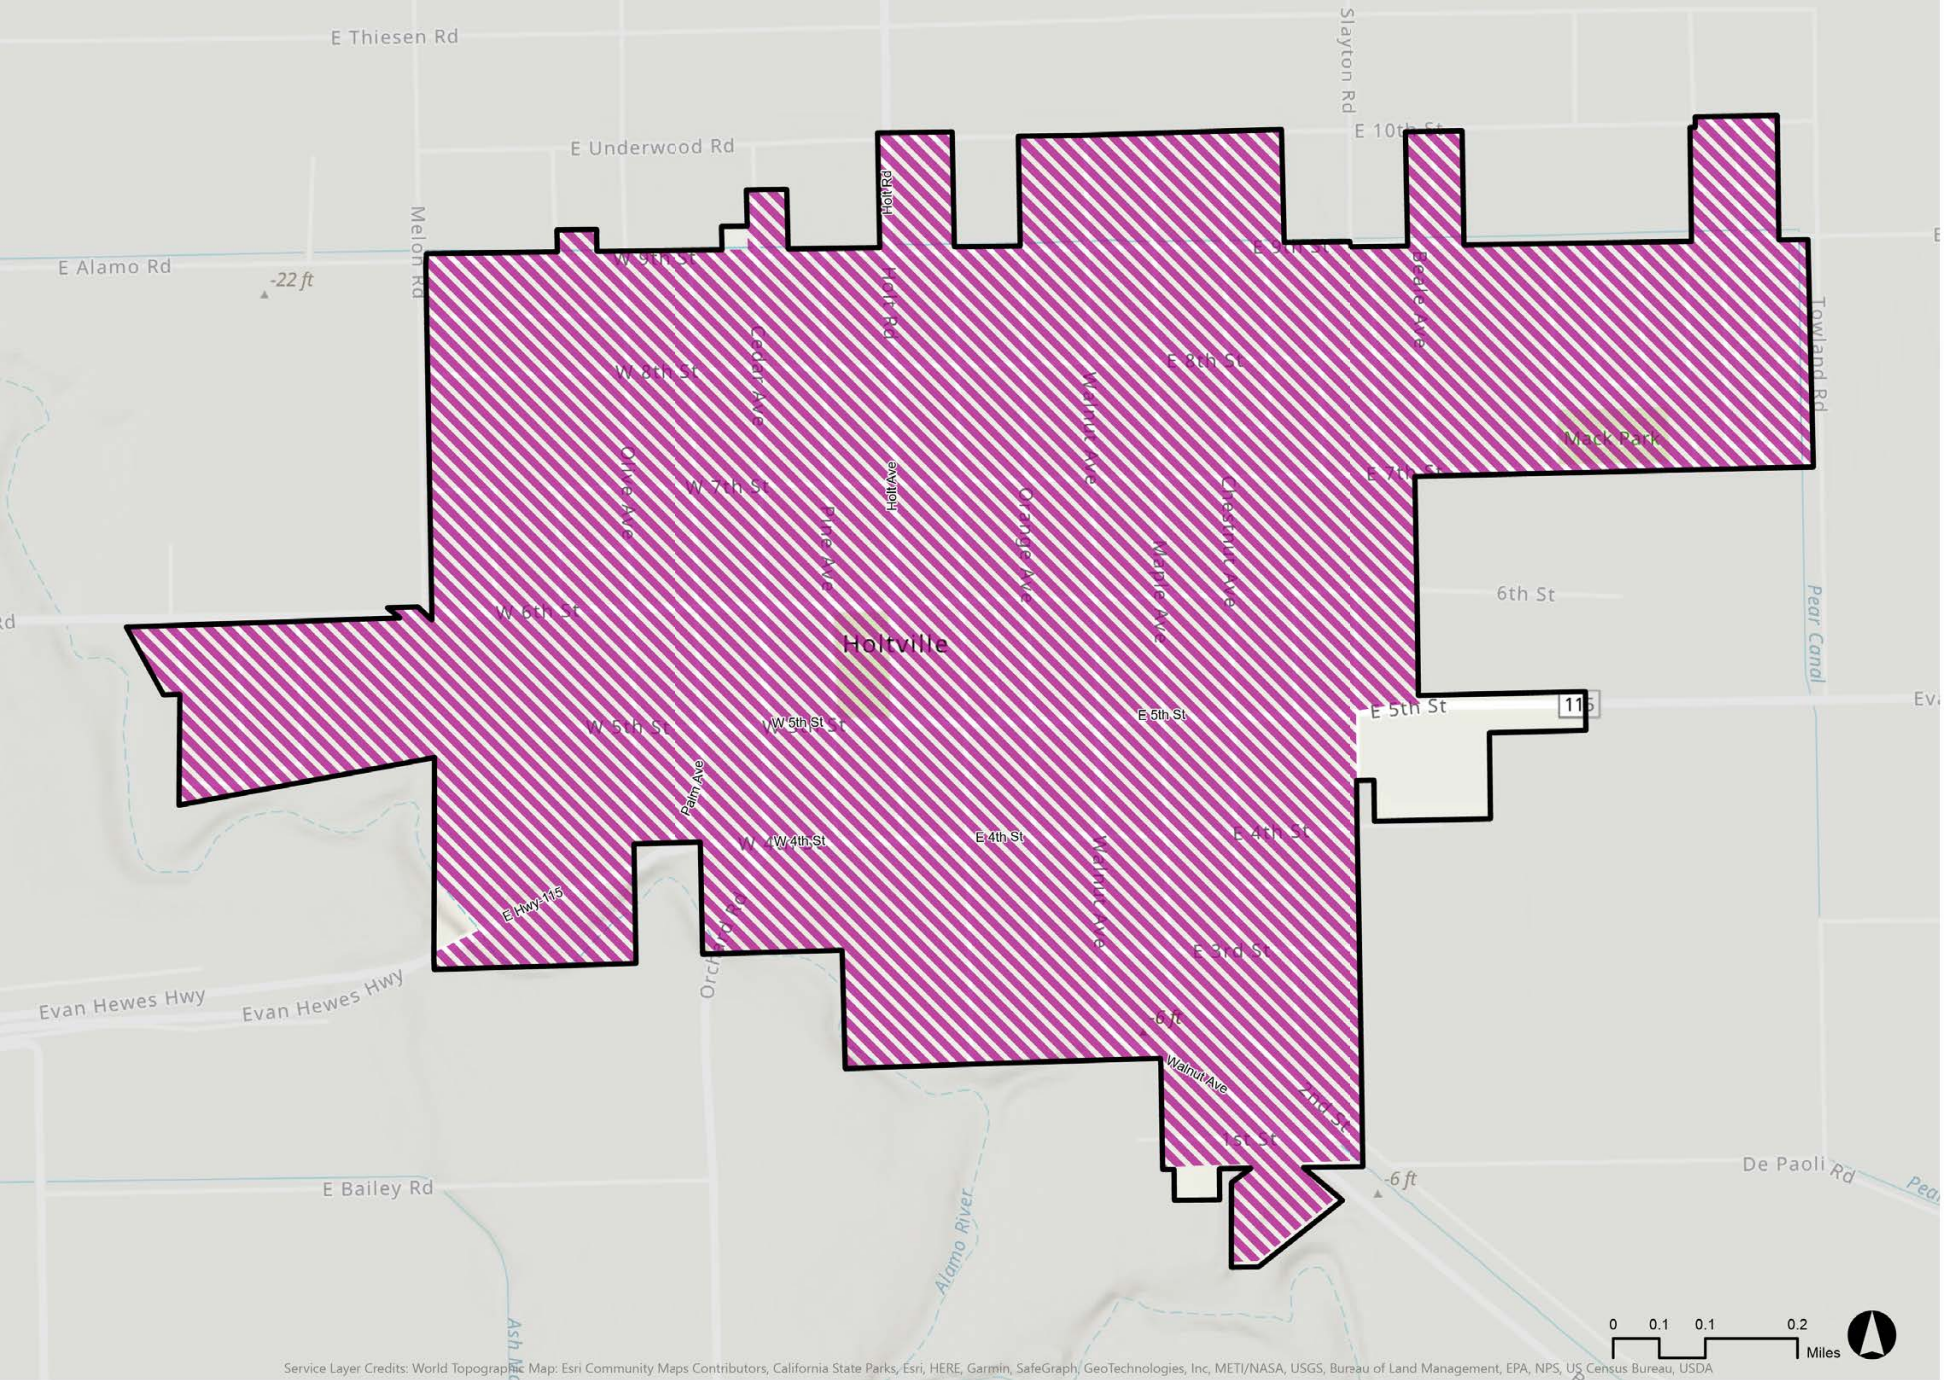 E Thiesen Rd
Slayton Rd
E 10th St
E Underwood Rd
Holt Rd
Melon Rd
E Alamo Rd
-22 ft
W 9th St
E 9th St
Holt Rd
Beale Ave
Towland Rd
Cedar Ave
W 8th St
E 8th St
Walnut Ave
Mack Park
Olive Ave
W 7th St
Holt Ave
E 7th St
Pine Ave
Orange Ave
Chestnut Ave
Maple Ave
6th St
Pear Canal
Rd
W 6th St
Holtville
W 5th St
W 5th St
W 5th St
E 5th St
E 5th St
115
Palm Ave
W 4th St
E 4th St
E 4th St
Walnut Ave
E Hwy-115
Orchard Rd
E 3rd St
Evan Hewes Hwy
Evan Hewes Hwy
-6 ft
Walnut Ave
2nd St
1st St
De Paoli Rd
-6 ft
E Bailey Rd
Alamo River
0 0.1 0.1 0.2
Miles
Service Layer Credits: World Topographic Map: Esri Community Maps Contributors, California State Parks, Esri, HERE, Garmin, SafeGraph, GeoTechnologies, Inc, METI/NASA, USGS, Bureau of Land Management, EPA, NPS, US Census Bureau, USDA